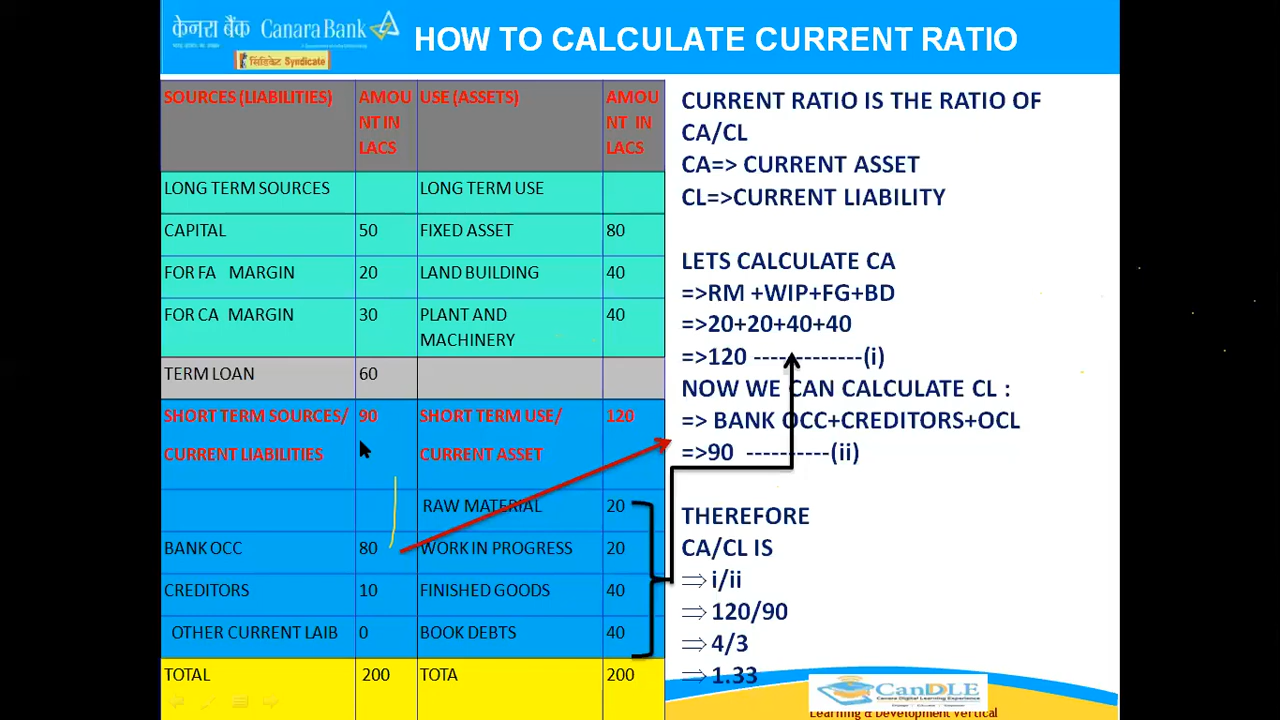 केनरा बैंक Canara Bank
सिंडिकेट Syndicate
HOW TO CALCULATE CURRENT RATIO
SOURCES (LIABILITIES) AMOU USE (ASSETS) AMOU
NT IN NT IN
LACS LACS
LONG TERM SOURCES LONG TERM USE
CAPITAL 50 FIXED ASSET 80
FOR FA MARGIN 20 LAND BUILDING 40
FOR CA MARGIN 30 PLANT AND 40
MACHINERY
TERM LOAN 60
SHORT TERM SOURCES/ 90 SHORT TERM USE/ 120
CURRENT LIABILITIES CURRENT ASSET
RAW MATERIAL 20
BANK OCC 80 WORK IN PROGRESS 20
CREDITORS 10 FINISHED GOODS 40
OTHER CURRENT LAIB 0 BOOK DEBTS 40
TOTAL 200 TOTA 200
CURRENT RATIO IS THE RATIO OF
CA/CL
CA=> CURRENT ASSET
CL=>CURRENT LIABILITY
LETS CALCULATE CA
=>RM +WIP+FG+BD
=>20+20+40+40
=>120 -------------(i)
NOW WE CAN CALCULATE CL :
=> BANK OCC+CREDITORS+OCL
=>90 ----------(ii)
THEREFORE
CA/CL IS
⇒ i/ii
⇒ 120/90
⇒ 4/3
⇒ 1.33
CanDLE
Canara Digital Learning Experience
Learning & Development Vertical